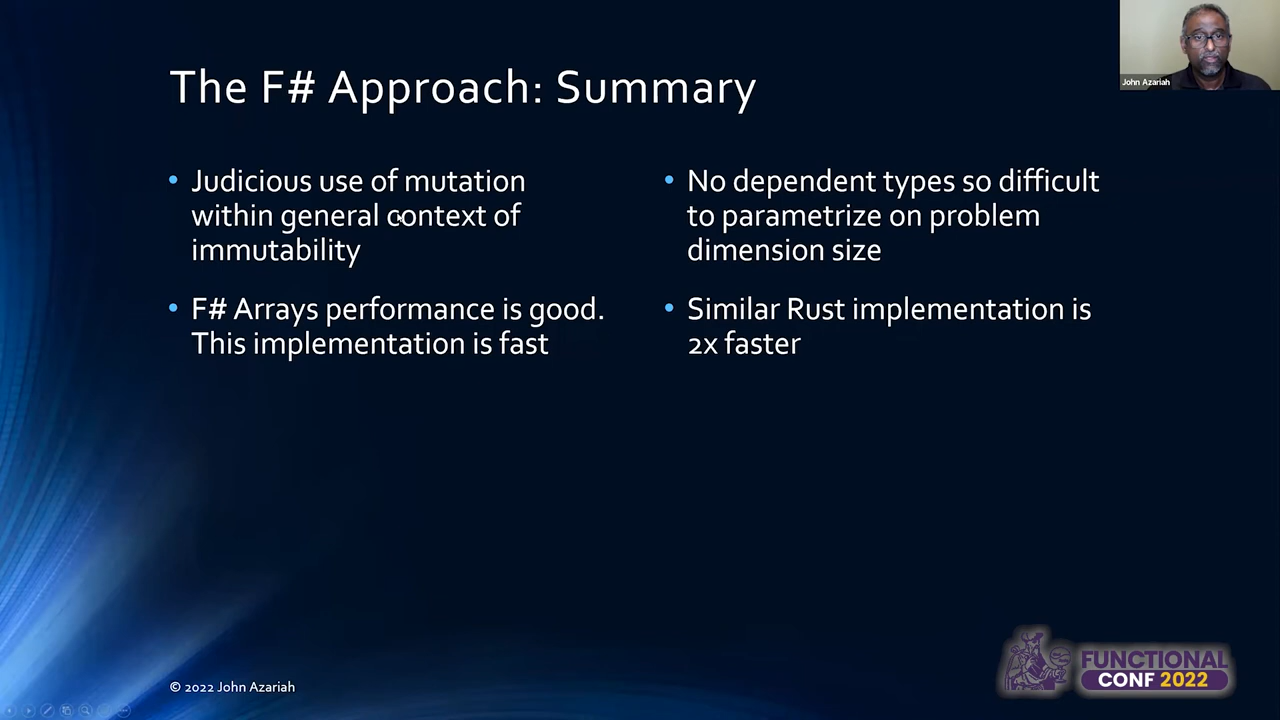 The F# Approach: Summary
John Azariah
• Judicious use of mutation
within general context of
immutability
• F# Arrays performance is good.
This implementation is fast
• No dependent types so difficult
to parametrize on problem
dimension size
• Similar Rust implementation is
2x faster
© 2022 John Azariah
FUNCTIONAL
CONF 2022